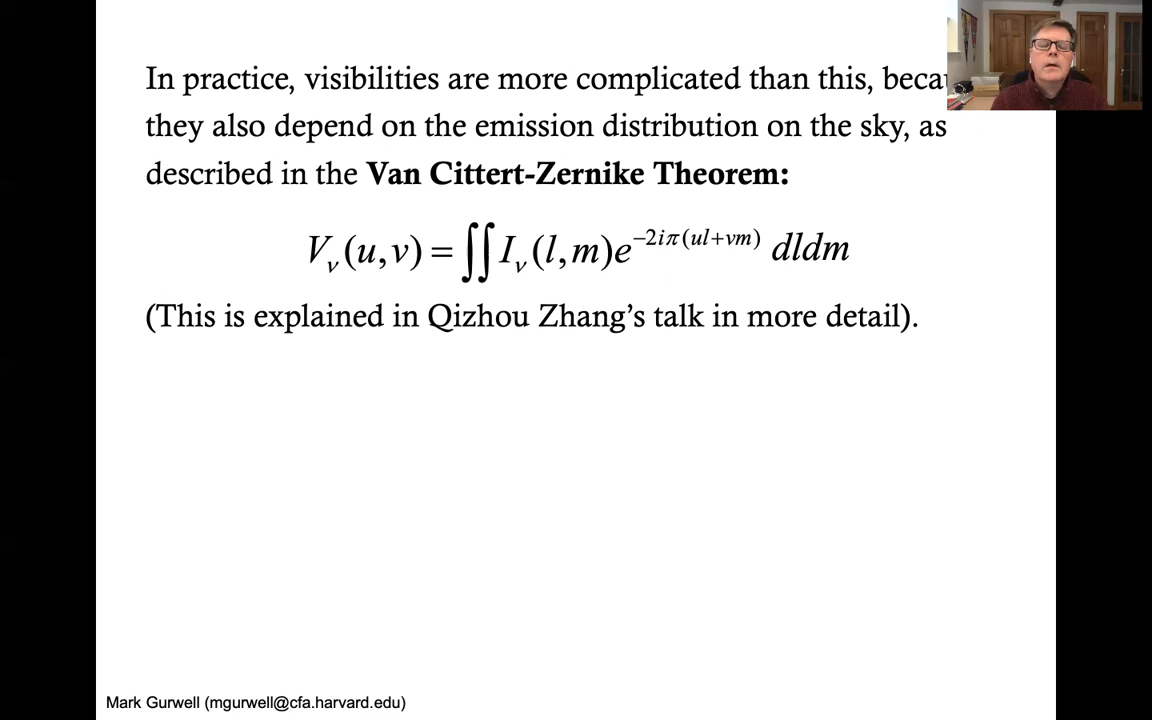 In practice, visibilities are more complicated than this,
they also depend on the emission distribution on the sky, as
described in the Van Cittert-Zernike Theorem:
V_ν(u,v) = ∬ I_ν(l,m)e^{−2iπ(ul+vm)} dldm
(This is explained in Qizhou Zhang’s talk in more detail).
Mark Gurwell (mgurwell@cfa.harvard.edu)